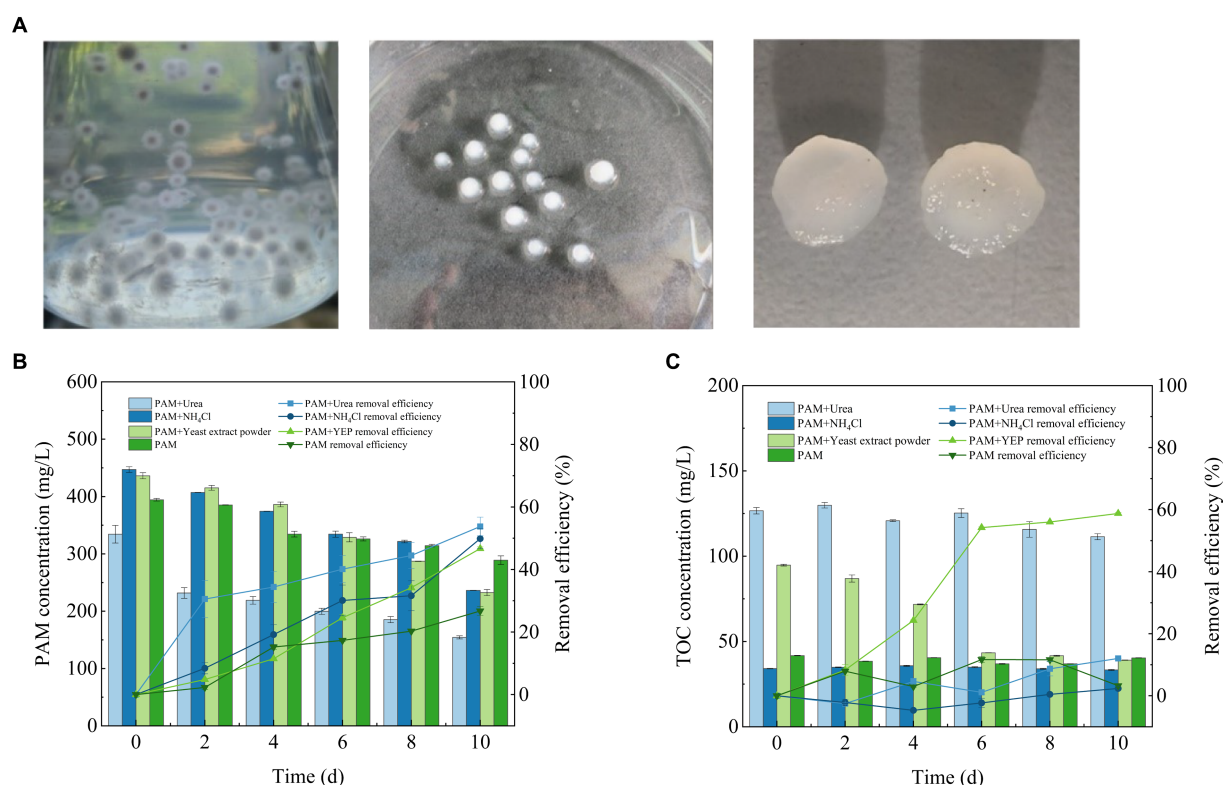 A
B
600
500
400
300
200
100
0
PAM concentration (mg/L)
PAM+Urea
PAM+NH₄Cl
PAM+Yeast extract powder
PAM
PAM+Urea removal efficiency
PAM+NH₄Cl removal efficiency
PAM+YEP removal efficiency
PAM removal efficiency
100
80
60
40
20
0
Removal efficiency (%)
0 2 4 6 8 10
Time (d)
C
200
150
100
50
0
TOC concentration (mg/L)
PAM+Urea
PAM+NH₄Cl
PAM+Yeast extract powder
PAM
PAM+Urea removal efficiency
PAM+NH₄Cl removal efficiency
PAM+YEP removal efficiency
PAM removal efficiency
100
80
60
40
20
0
Removal efficiency (%)
0 2 4 6 8 10
Time (d)